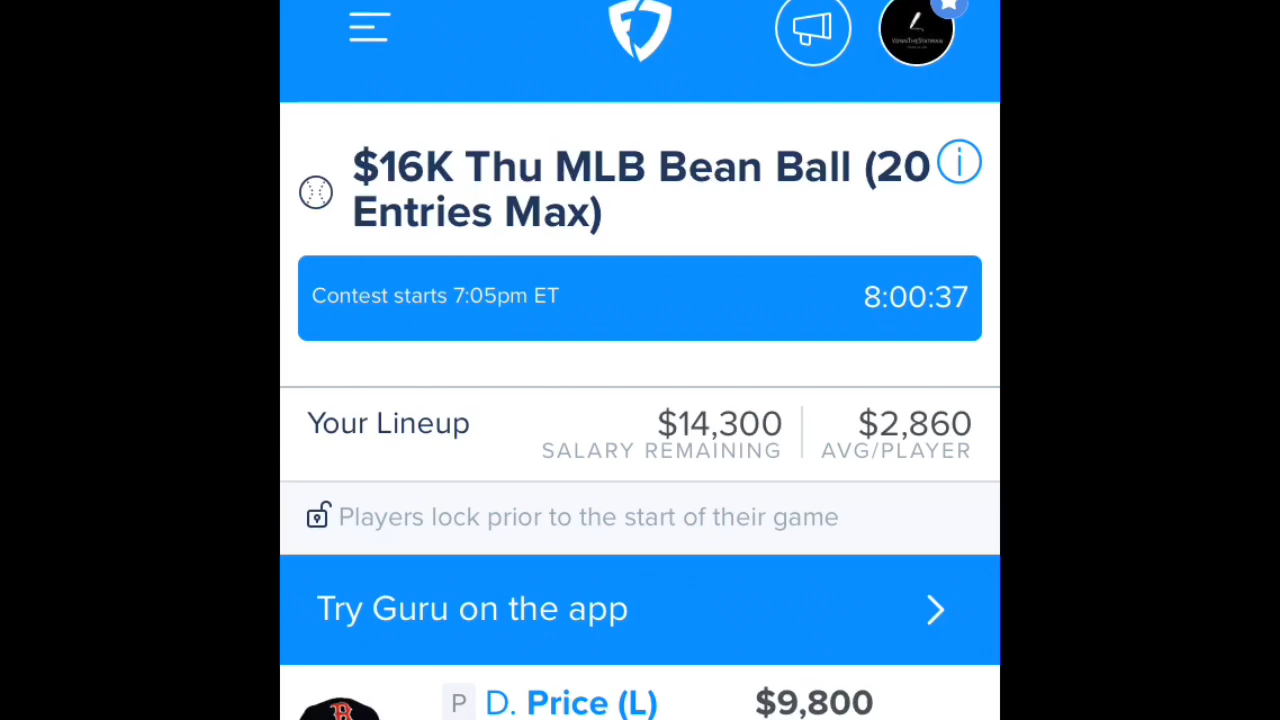 $16K Thu MLB Bean Ball (20
Entries Max)
Contest starts 7:05pm ET
8:00:37
Your Lineup
$14,300
$2,860
SALARY REMAINING
AVG/PLAYER
Players lock prior to the start of their game
Try Guru on the app
P D. Price (L)
$9,800